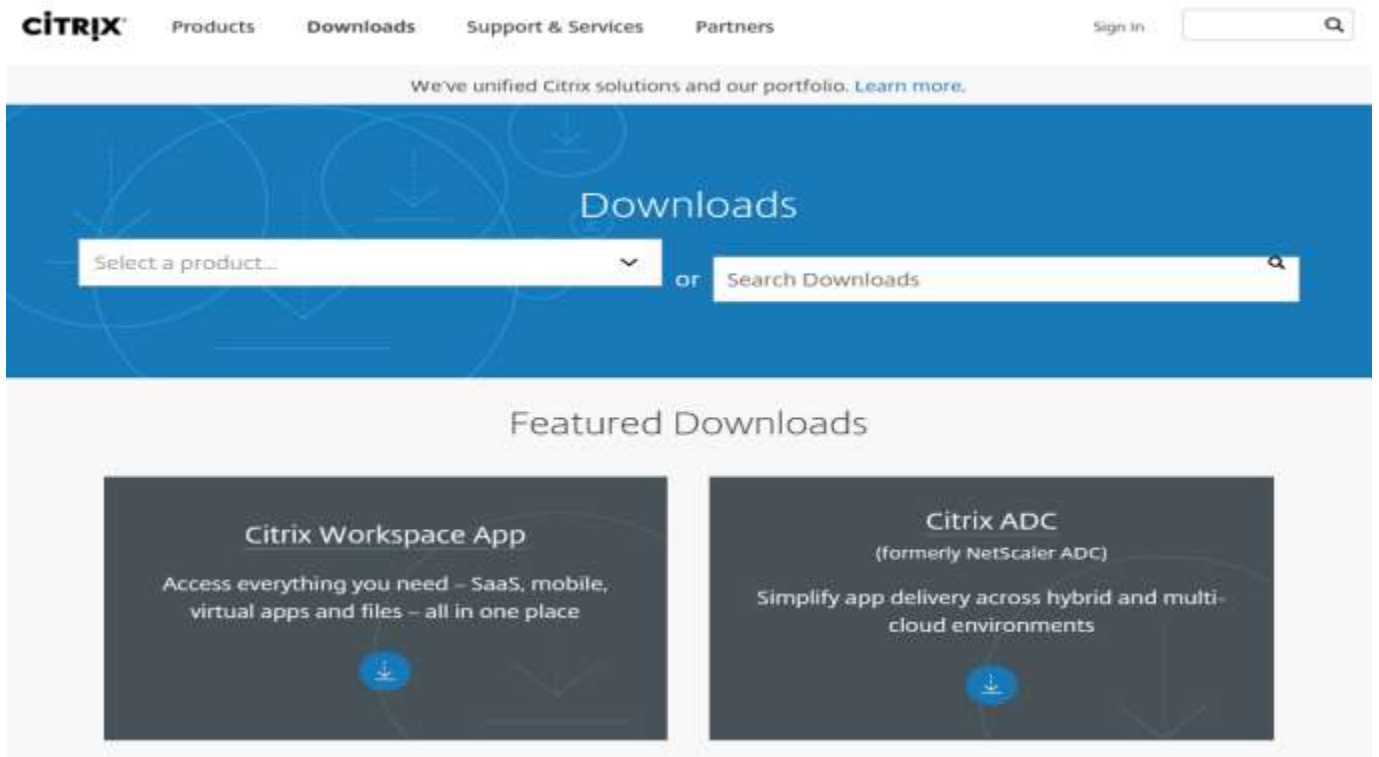 CİTRIX Products Downloads Support & Services Partners Sign In
We've unified Citrix solutions and our portfolio. Learn more.
Downloads
Select a product...
or
Search Downloads
Featured Downloads
Citrix Workspace App
Access everything you need – SaaS, mobile,
virtual apps and files – all in one place
Citrix ADC
(formerly NetScaler ADC)
Simplify app delivery across hybrid and multi-
cloud environments